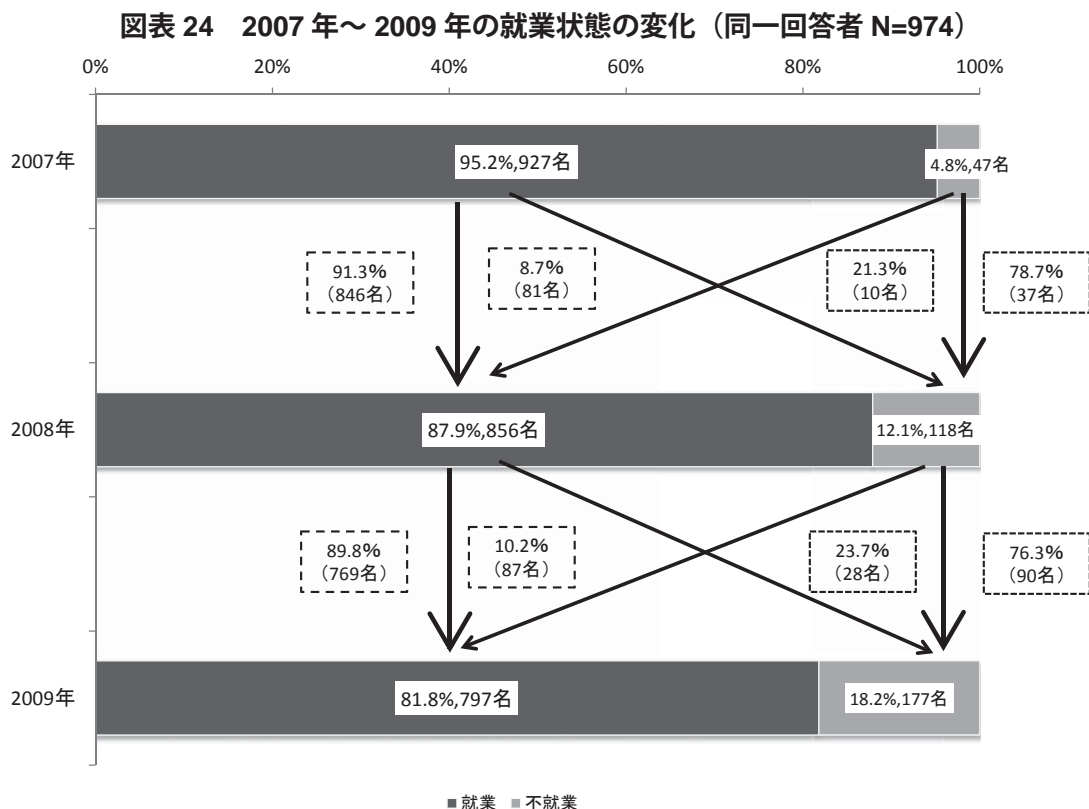 図表 24　2007 年～ 2009 年の就業状態の変化（同一回答者 N=974）
0% 20% 40% 60% 80% 100%
2007年
95.2%,927名
4.8%,47名
91.3%
（846名）
8.7%
（81名）
21.3%
（10名）
78.7%
（37名）
2008年
87.9%,856名
12.1%,118名
89.8%
（769名）
10.2%
（87名）
23.7%
（28名）
76.3%
（90名）
2009年
81.8%,797名
18.2%,177名
就業 不就業